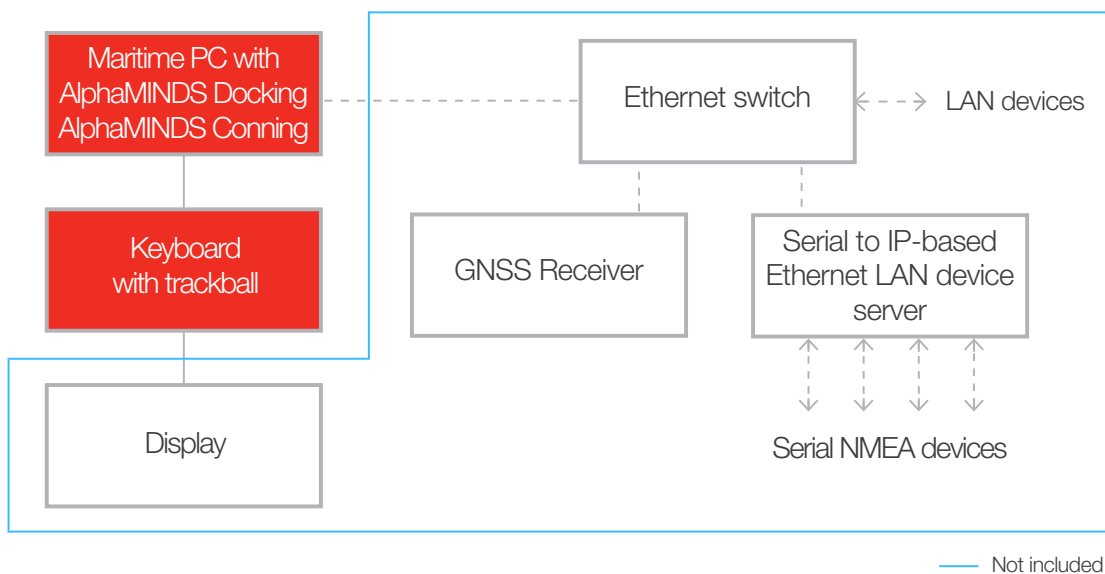 Maritime PC with
AlphaMINDS Docking
AlphaMINDS Conning
Ethernet switch
LAN devices
Keyboard
with trackball
GNSS Receiver
Serial to IP-based
Ethernet LAN device
server
Display
Serial NMEA devices
Not included